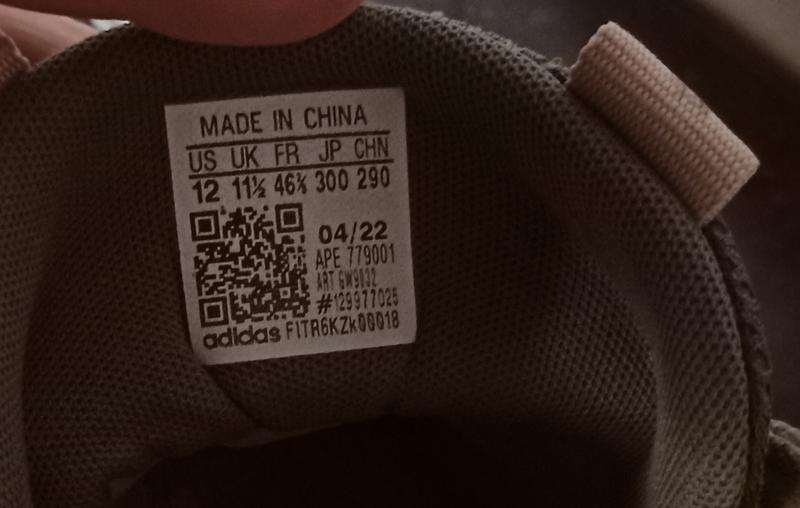 MADE IN CHINA
US UK FR JP CHN
12 11½ 46⅔ 300 290
04/22
APE 779001
ART GW9832
#129977025
adidas FITR6KZk00018